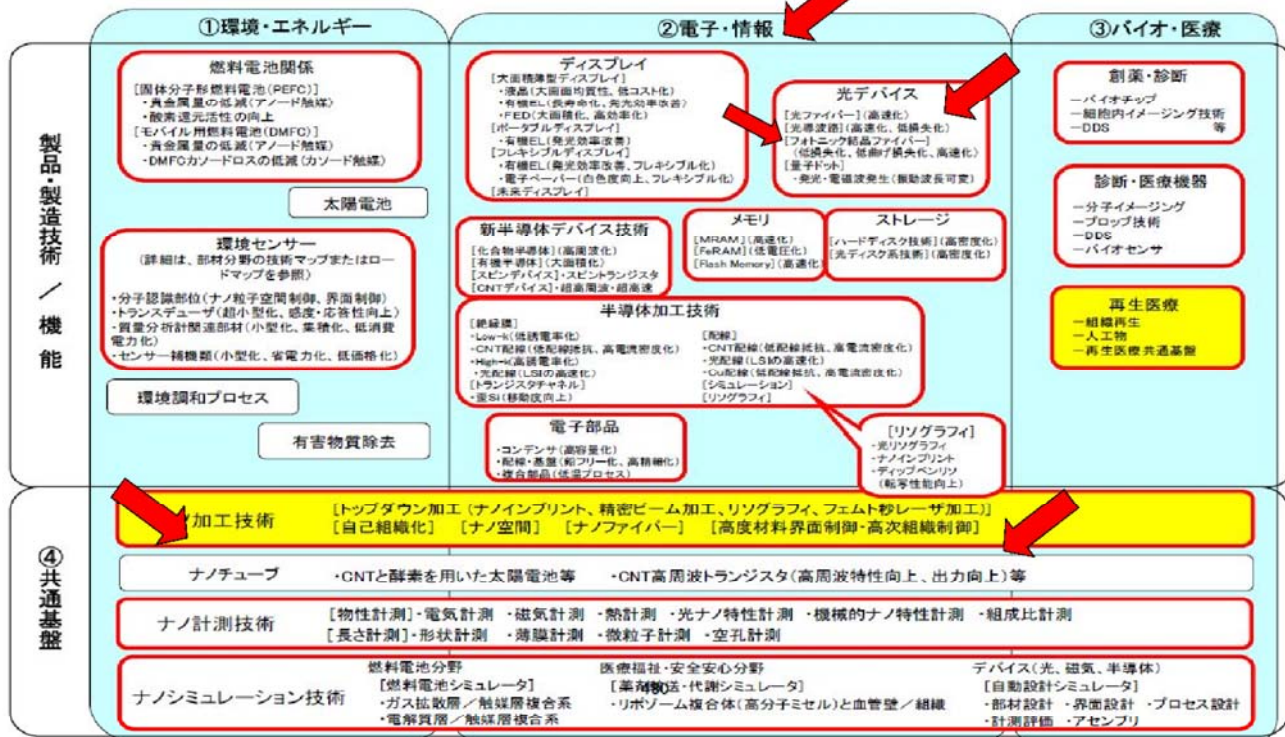 ①環境・エネルギー
②電子・情報
③バイオ・医療
製品・製造技術／機能
燃料電池関係
[固体分子形燃料電池(PEFC)]
・貴金属量の低減(アノード触媒)
・酸素還元活性の向上
[モバイル用燃料電池(DMFC)]
・貴金属量の低減(アノード触媒)
・DMFCカソードロスの低減(カソード触媒)
太陽電池
環境センサー
(詳細は、部材分野の技術マップまたはロー
ドマップを参照)
・分子認識部位(ナノ粒子空間制御、界面制御)
・トランスデューサ(超小型化、感度・応答性向上)
・質量分析計関連部材(小型化、集積化、低消費
電力化)
・センサー補機類(小型化、省電力化、低価格化)
環境調和プロセス
有害物質除去
ディスプレイ
[大面積薄型ディスプレイ]
・液晶(大画面均質性、低コスト化)
・有機EL(長寿命化、発光効率改善)
・FED(大面積化、高効率化)
[ポータブルディスプレイ]
・有機EL(発光効率改善)
[フレキシブルディスプレイ]
・有機EL(発光効率改善、フレキシブル化)
・電子ペーパー(白色度向上、フレキシブル化)
[未来ディスプレイ]
光デバイス
[光ファイバー](高速化)
[光導波路](高速化、低損失化)
[フォトニック結晶ファイバー]
(低損失化、低曲げ損失化、高速化)
[量子ドット]
・発光・電磁波発生(振動波長可変)
新半導体デバイス技術
[化合物半導体](高周波化)
[有機半導体](大面積化)
[スピンデバイス]・スピントランジスタ
[CNTデバイス]・超高周波・超高速
メモリ
[MRAM](高速化)
[FeRAM](低電圧化)
[Flash Memory](高速化)
ストレージ
[ハードディスク技術](高密度化)
[光ディスク系技術](高密度化)
半導体加工技術
[絶縁膜]
・Low-k(低誘電率化)
・CNT配線(低配線抵抗、高電流密度化)
・High-k(高誘電率化)
・光配線(LSIの高速化)
[トランジスタチャネル]
・歪Si(移動度向上)
[配線]
・CNT配線(低配線抵抗、高電流密度化)
・光配線(LSIの高速化)
・Cu配線(低配線抵抗、高電流密度化)
[シミュレーション]
[リソグラフィ]
電子部品
・コンデンサ(高容量化)
・配線・基盤(鉛フリー化、高精細化)
・複合部品(低温プロセス)
[リソグラフィ]
・光リソグラフィ
・ナノインプリント
・ディップペンリソ
(転写性能向上)
創薬・診断
－バイオチップ
－細胞内イメージング技術
－DDS 等
診断・医療機器
－分子イメージング
－プロップ技術
－DDS
－バイオセンサ
再生医療
－組織再生
－人工物
－再生医療共通基盤
④共通基盤
加工技術
[トップダウン加工(ナノインプリント、精密ビーム加工、リソグラフィ、フェムト秒レーザ加工)]
[自己組織化] [ナノ空間] [ナノファイバー] [高度材料界面制御・高次組織制御]
ナノチューブ ・CNTと酵素を用いた太陽電池等 ・CNT高周波トランジスタ(高周波特性向上、出力向上)等
ナノ計測技術
[物性計測]・電気計測 ・磁気計測 ・熱計測 ・光ナノ特性計測 ・機械的ナノ特性計測 ・組成比計測
[長さ計測]・形状計測 ・薄膜計測 ・微粒子計測 ・空孔計測
ナノシミュレーション技術
燃料電池分野
[燃料電池シミュレータ]
・ガス拡散層／触媒層複合系
・電解質層／触媒層複合系
医療福祉・安全安心分野
[薬剤輸送・代謝シミュレータ]
・リポゾーム複合体(高分子ミセル)と血管壁／組織
480
デバイス(光、磁気、半導体)
[自動設計シミュレータ]
・部材設計 ・界面設計 ・プロセス設計
・計測評価 ・アセンブリ